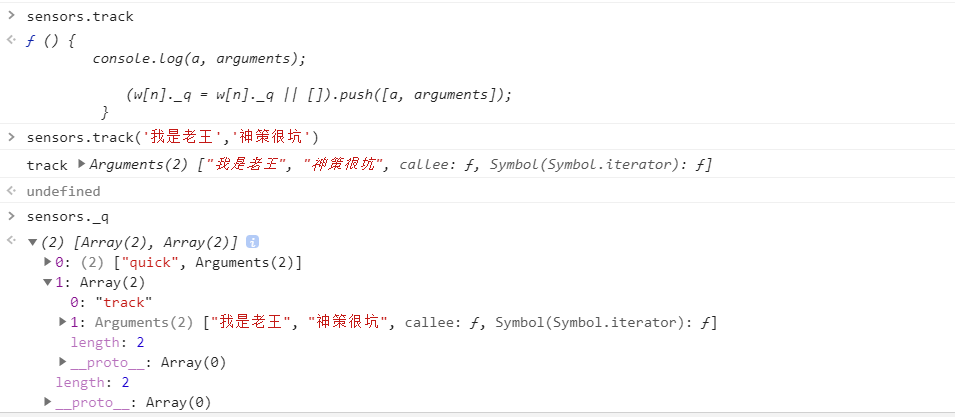 > sensors.track
ƒ () {
console.log(a, arguments);
(w[n]._q = w[n]._q || []).push([a, arguments]);
}
> sensors.track('我是老王','神策很坑')
track ▶Arguments(2) ["我是老王", "神策很坑", callee: ƒ, Symbol(Symbol.iterator): ƒ]
undefined
> sensors._q
▼(2) [Array(2), Array(2)] i
▶0: (2) ["quick", Arguments(2)]
▼1: Array(2)
0: "track"
▶1: Arguments(2) ["我是老王", "神策很坑", callee: ƒ, Symbol(Symbol.iterator): ƒ]
length: 2
▶__proto__: Array(0)
length: 2
▶__proto__: Array(0)